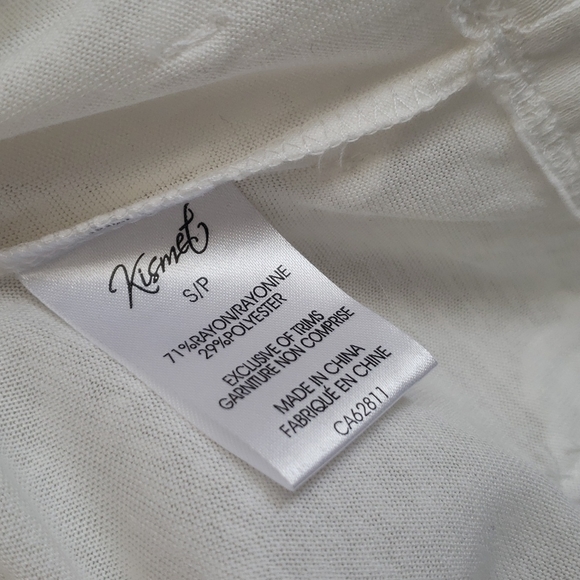 Kismet
S/P
71%RAYON/RAYONNE
29%POLYESTER
EXCLUSIVE OF TRIMS
GARNITURE NON COMPRISE
MADE IN CHINA
FABRIQUÉ EN CHINE
CA62811